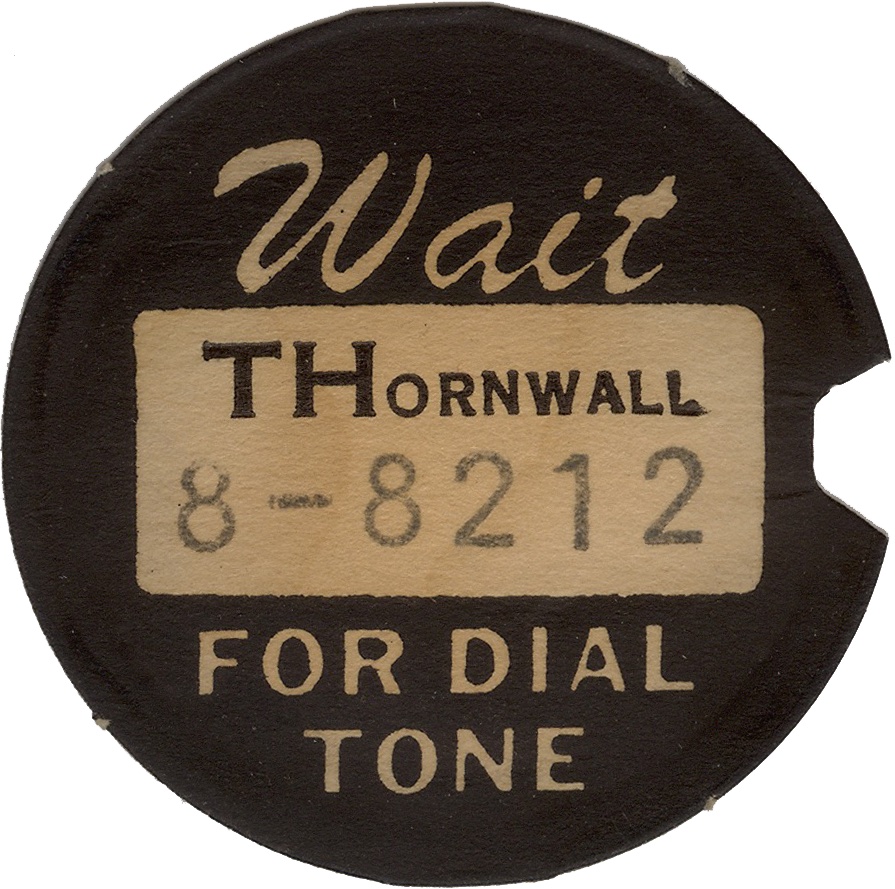 Wait
THORNWALL
8-8212
FOR DIAL
TONE